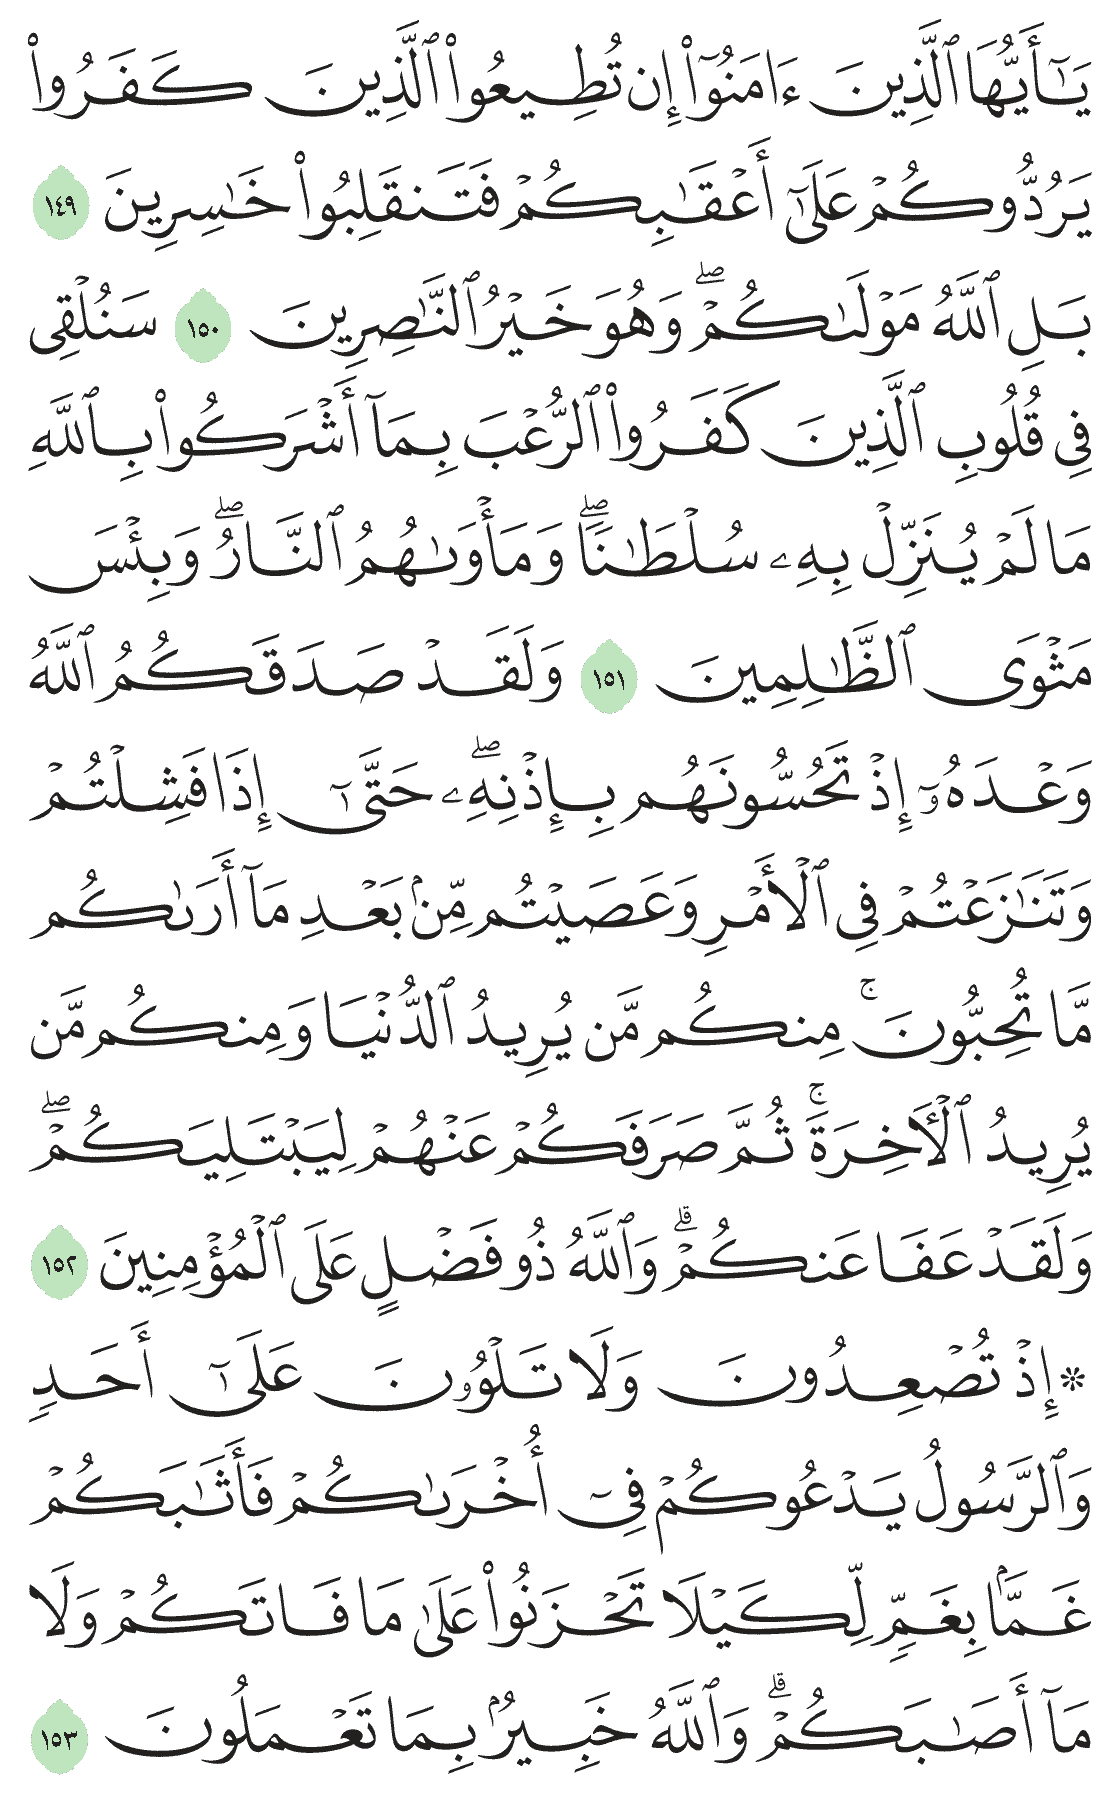 يَـٰٓأَيُّهَا ٱلَّذِينَ ءَامَنُوٓا۟ إِن تُطِيعُوا۟ ٱلَّذِينَ كَفَرُوا۟
يَرُدُّوكُمْ عَلَىٰٓ أَعْقَـٰبِكُمْ فَتَنقَلِبُوا۟ خَـٰسِرِينَ ١٤٩
بَلِ ٱللَّهُ مَوْلَىٰكُمْ ۖ وَهُوَ خَيْرُ ٱلنَّـٰصِرِينَ ١٥٠ سَنُلْقِى
فِى قُلُوبِ ٱلَّذِينَ كَفَرُوا۟ ٱلرُّعْبَ بِمَآ أَشْرَكُوا۟ بِٱللَّهِ
مَا لَمْ يُنَزِّلْ بِهِۦ سُلْطَـٰنًا ۖ وَمَأْوَىٰهُمُ ٱلنَّارُ ۖ وَبِئْسَ
مَثْوَى ٱلظَّـٰلِمِينَ ١٥١ وَلَقَدْ صَدَقَكُمُ ٱللَّهُ
وَعْدَهُۥٓ إِذْ تَحُسُّونَهُم بِإِذْنِهِۦ ۖ حَتَّىٰٓ إِذَا فَشِلْتُمْ
وَتَنَـٰزَعْتُمْ فِى ٱلْأَمْرِ وَعَصَيْتُم مِّنۢ بَعْدِ مَآ أَرَىٰكُم
مَّا تُحِبُّونَ ۚ مِنكُم مَّن يُرِيدُ ٱلدُّنْيَا وَمِنكُم مَّن
يُرِيدُ ٱلْـَٔاخِرَةَ ۚ ثُمَّ صَرَفَكُمْ عَنْهُمْ لِيَبْتَلِيَكُمْ ۖ
وَلَقَدْ عَفَا عَنكُمْ ۗ وَٱللَّهُ ذُو فَضْلٍ عَلَى ٱلْمُؤْمِنِينَ ١٥٢
۞ إِذْ تُصْعِدُونَ وَلَا تَلْوُۥنَ عَلَىٰٓ أَحَدٍ
وَٱلرَّسُولُ يَدْعُوكُمْ فِىٓ أُخْرَىٰكُمْ فَأَثَـٰبَكُمْ
غَمًّۢا بِغَمٍّ لِّكَيْلَا تَحْزَنُوا۟ عَلَىٰ مَا فَاتَكُمْ وَلَا
مَآ أَصَـٰبَكُمْ ۗ وَٱللَّهُ خَبِيرٌۢ بِمَا تَعْمَلُونَ ١٥٣